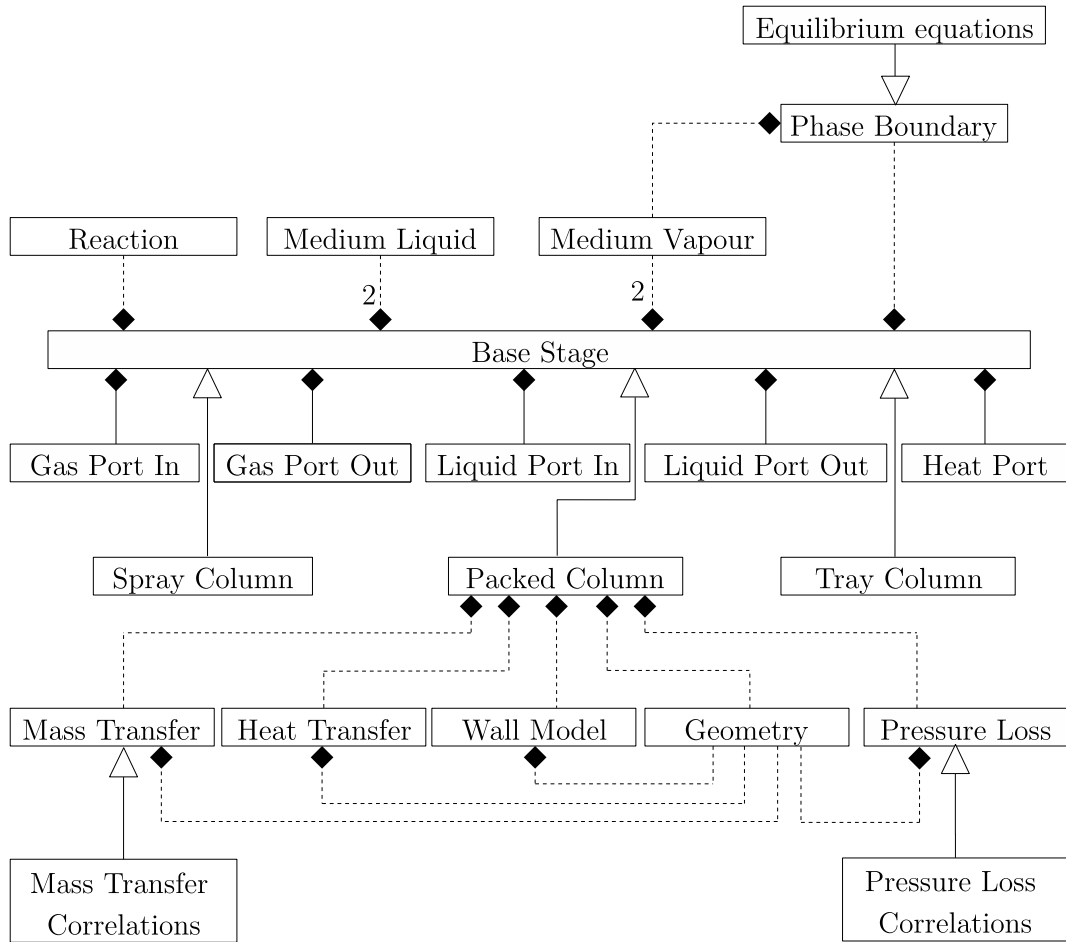 Equilibrium equations
Phase Boundary
Reaction
Medium Liquid
Medium Vapour
2
2
Base Stage
Gas Port In
Gas Port Out
Liquid Port In
Liquid Port Out
Heat Port
Spray Column
Packed Column
Tray Column
Mass Transfer
Heat Transfer
Wall Model
Geometry
Pressure Loss
Mass Transfer
Correlations
Pressure Loss
Correlations